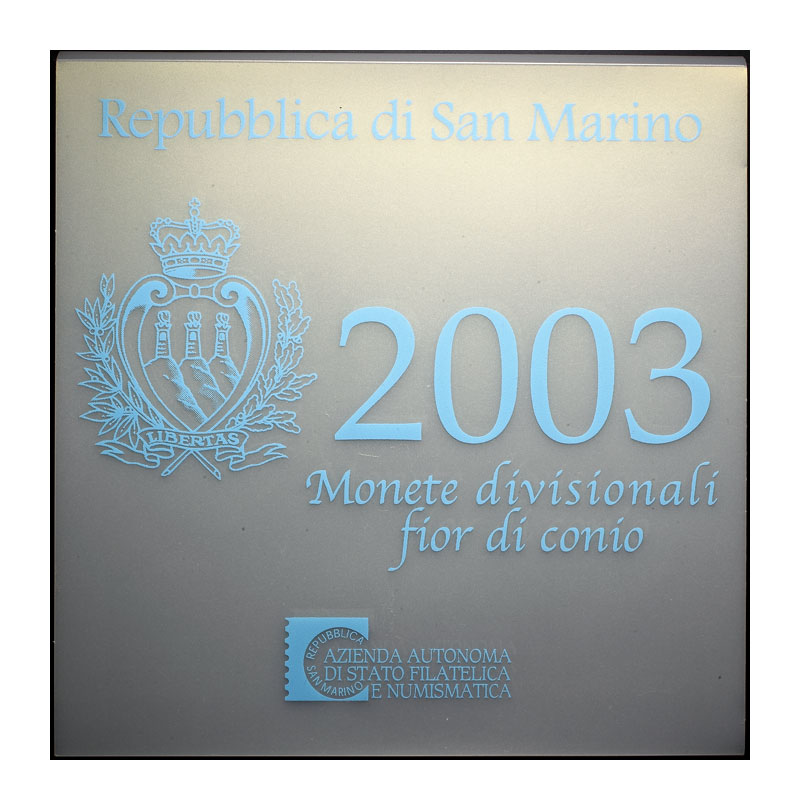 Repubblica di San Marino
LIBERTAS
2003
Monete divisionali
fior di conio
REPUBBLICA
SAN MARINO
AZIENDA AUTONOMA
DI STATO FILATELICA
E NUMISMATICA